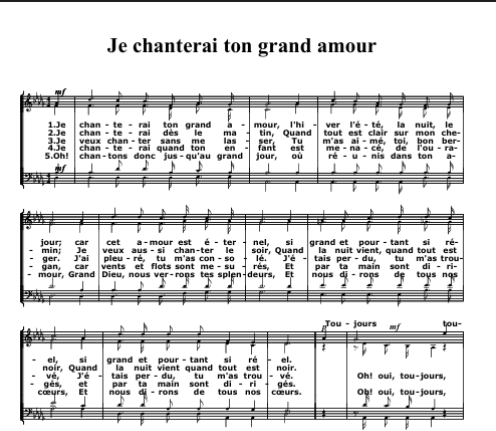 Je chanterai ton grand amour
mf
1.Je chan - te - rai ton grand a - mour, l'hi - ver l'é - té, la nuit, le
2.Je chan - te - rai dès le ma - tin, Quand tout est clair sur mon che-
3.Je veux chan - ter sans me las - ser, Tu m'as ai - mé, toi, bon ber-
4.Je chan - te - rai quand ton en - fant est me - na - cé, de l'ou - ra-
5.Oh! chan - tons donc jus - qu'au grand jour, où ré - u - nis dans ton a-
mf
jour; car cet a - mour est é - ter - nel, si grand et pour - tant si ré-
- min; Je veux aus - si chan - ter le soir, Quand la nuit vient, quand tout est
- ger. J'ai pleu - ré, tu m'as con - so - lé. J'é - tais per - du, tu m'as trou-
- gan, car vents et flots sont me - su - rés, Et par ta main sont di - ri-
- mour, Grand Dieu, nous ver - rons tes splen - deurs, Et nous di - rons de tous nos
Tou - jours tou-
mf
- el, si grand et pour - tant si ré - el.
noir, Quand la nuit vient quand tout est noir.
- vé, J'é - tais per - du, tu m'as trou - vé. Oh! oui, tou - jours,
- gés, et par ta main sont di - ri - gés.
cœurs, Et nous di - rons de tous nos cœurs. Oh! oui, tou - jours,